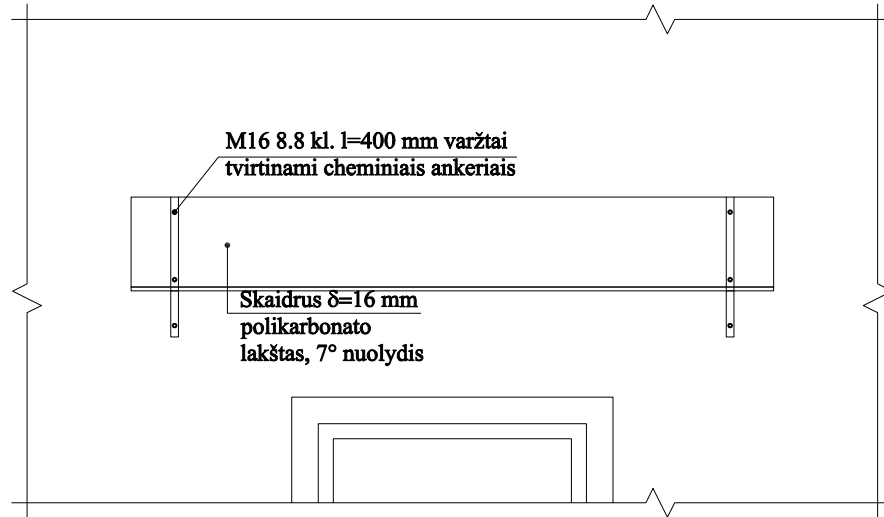 M16 8.8 kl. l=400 mm varžtai
tvirtinami cheminiais ankeriais
Skaidrus δ=16 mm
polikarbonato
lakštas, 7° nuolydis